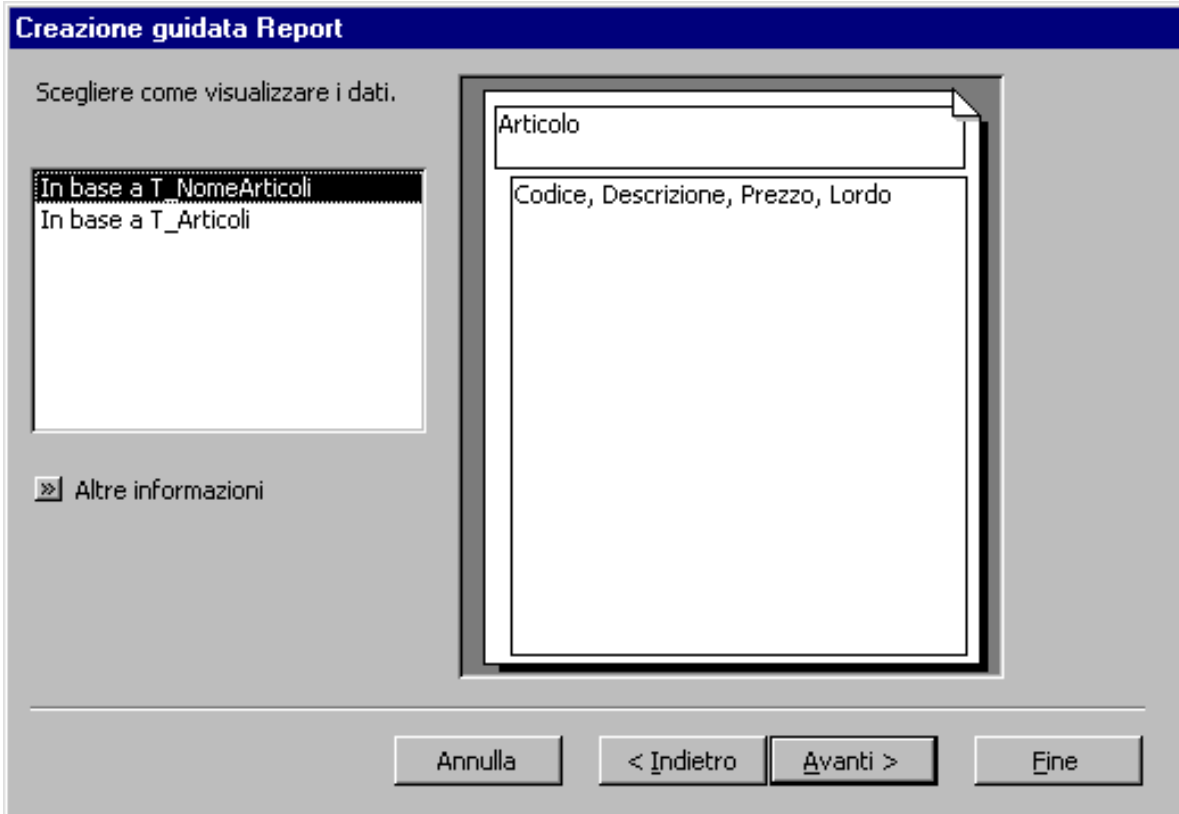 Creazione guidata Report
Scegliere come visualizzare i dati.
In base a T_NomeArticoli
In base a T_Articoli
» Altre informazioni
Articolo
Codice, Descrizione, Prezzo, Lordo
Annulla
< Indietro
Avanti >
Fine